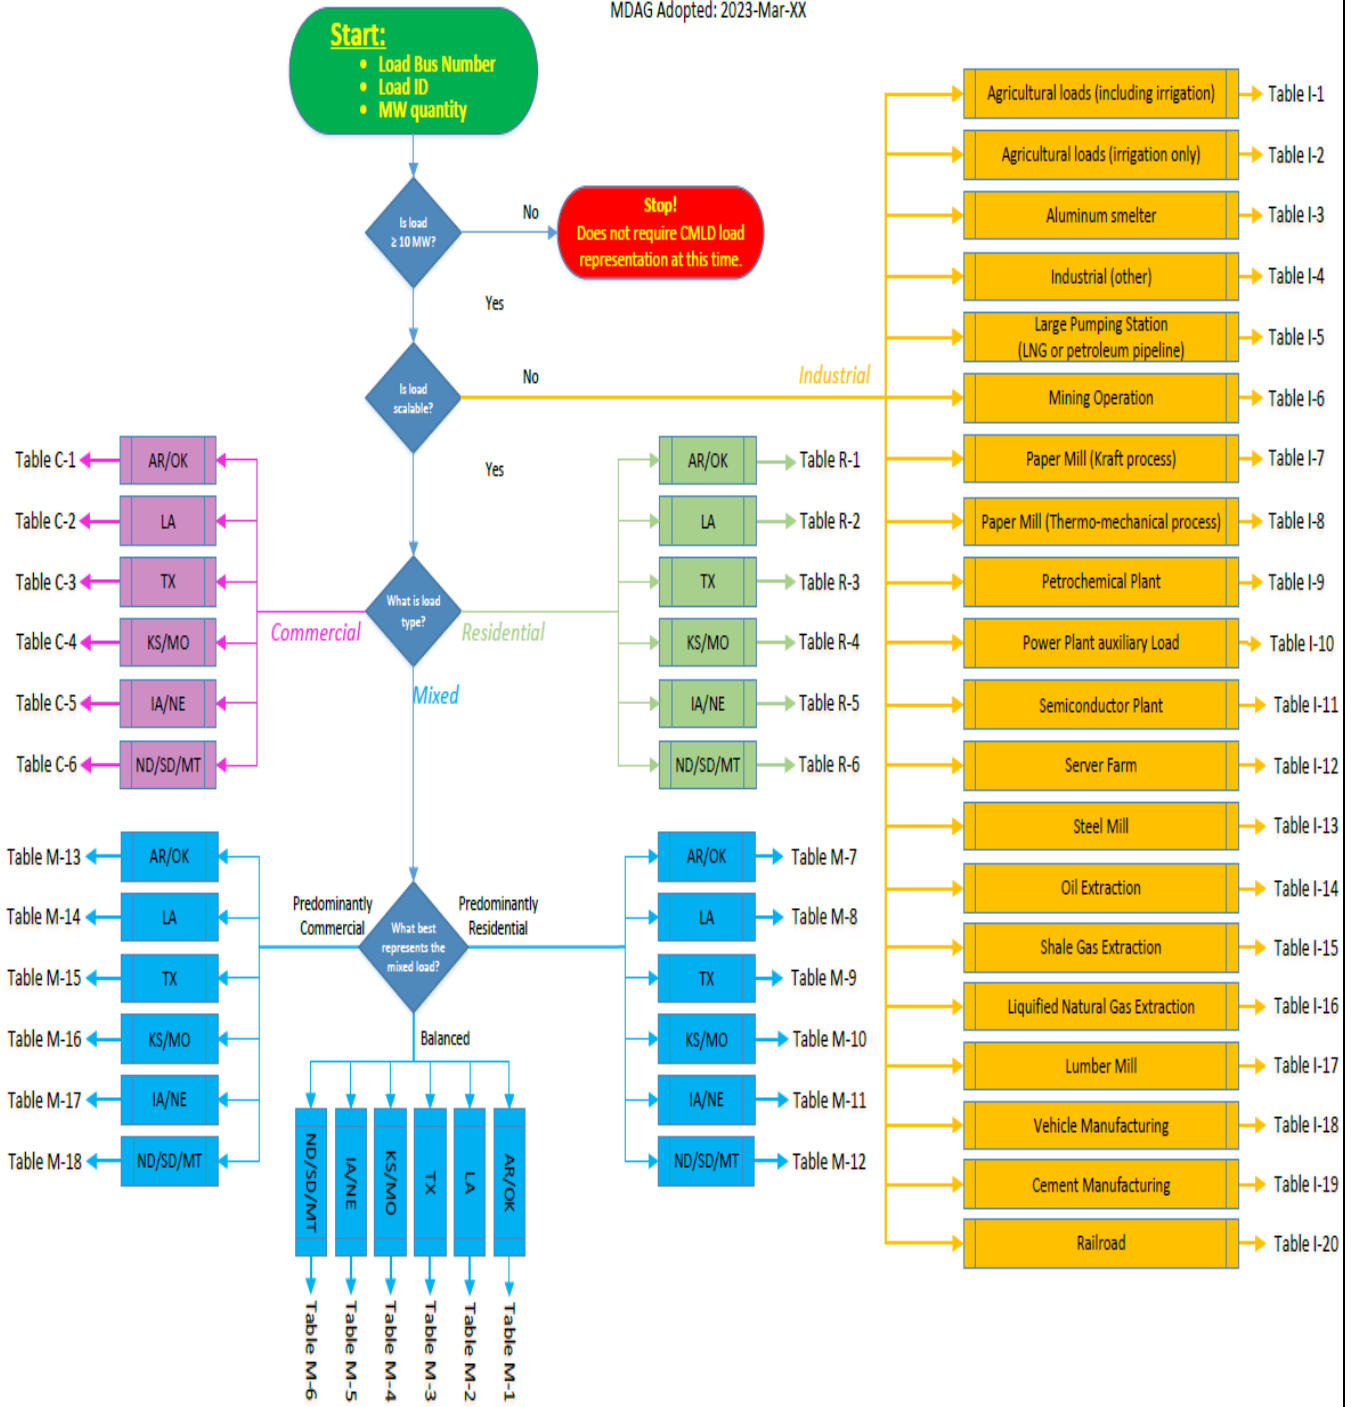 MDAG Adopted: 2023-Mar-XX
Start:
• Load Bus Number
• Load ID
• MW quantity
Is load
≥ 10 MW?
No
Stop!
Does not require CMLD load
representation at this time.
Yes
Is load
scalable?
No
Industrial
Yes
What is load
type?
Commercial
Residential
Mixed
AR/OK
Table C-1
LA
Table C-2
TX
Table C-3
KS/MO
Table C-4
IA/NE
Table C-5
ND/SD/MT
Table C-6
AR/OK
Table R-1
LA
Table R-2
TX
Table R-3
KS/MO
Table R-4
IA/NE
Table R-5
ND/SD/MT
Table R-6
What best
represents the
mixed load?
Predominantly
Commercial
Predominantly
Residential
Balanced
AR/OK
Table M-13
LA
Table M-14
TX
Table M-15
KS/MO
Table M-16
IA/NE
Table M-17
ND/SD/MT
Table M-18
AR/OK
Table M-7
LA
Table M-8
TX
Table M-9
KS/MO
Table M-10
IA/NE
Table M-11
ND/SD/MT
Table M-12
ND/SD/MT
Table M-6
IA/NE
Table M-5
KS/MO
Table M-4
TX
Table M-3
LA
Table M-2
AR/OK
Table M-1
Agricultural loads (including irrigation)
Table I-1
Agricultural loads (irrigation only)
Table I-2
Aluminum smelter
Table I-3
Industrial (other)
Table I-4
Large Pumping Station
(LNG or petroleum pipeline)
Table I-5
Mining Operation
Table I-6
Paper Mill (Kraft process)
Table I-7
Paper Mill (Thermo-mechanical process)
Table I-8
Petrochemical Plant
Table I-9
Power Plant auxiliary Load
Table I-10
Semiconductor Plant
Table I-11
Server Farm
Table I-12
Steel Mill
Table I-13
Oil Extraction
Table I-14
Shale Gas Extraction
Table I-15
Liquified Natural Gas Extraction
Table I-16
Lumber Mill
Table I-17
Vehicle Manufacturing
Table I-18
Cement Manufacturing
Table I-19
Railroad
Table I-20